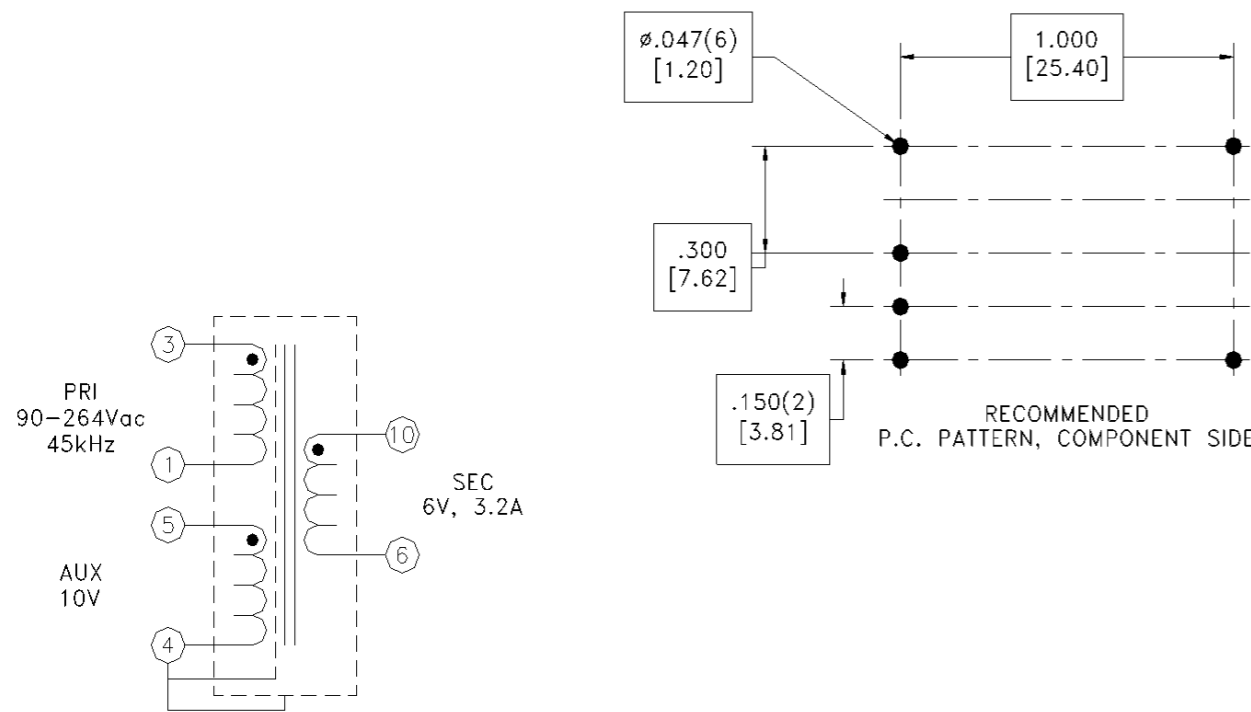 ø.047(6)
[1.20]
1.000
[25.40]
.300
[7.62]
.150(2)
[3.81]
RECOMMENDED
P.C. PATTERN, COMPONENT SIDE
3
PRI
90-264Vac
45kHz
1
5
AUX
10V
4
10
SEC
6V, 3.2A
6